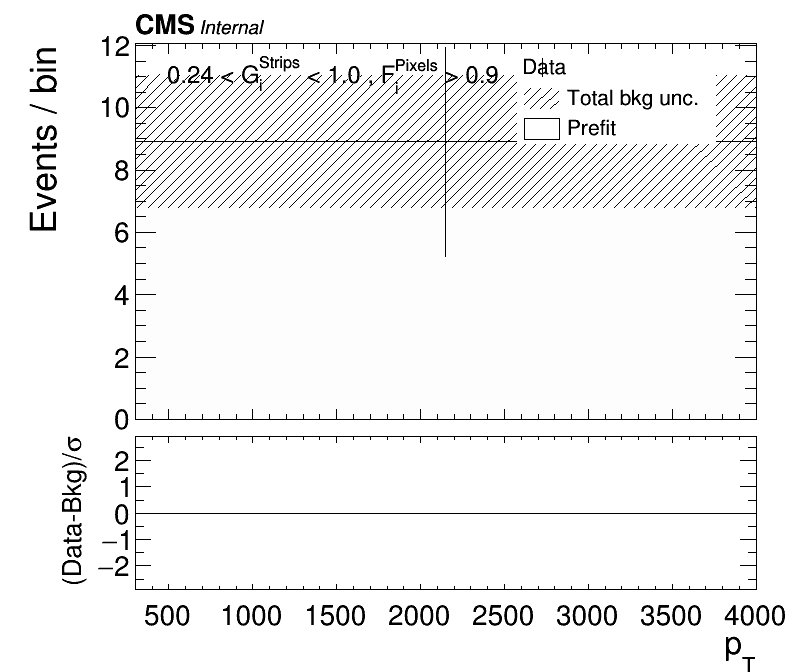 CMS Internal
0.24 < G_i^Strips < 1.0 , F_i^Pixels > 0.9
Data
Total bkg unc.
Prefit
Events / bin
12
10
8
6
4
2
0
(Data-Bkg)/σ
2
1
0
−1
−2
500 1000 1500 2000 2500 3000 3500 4000
p_T